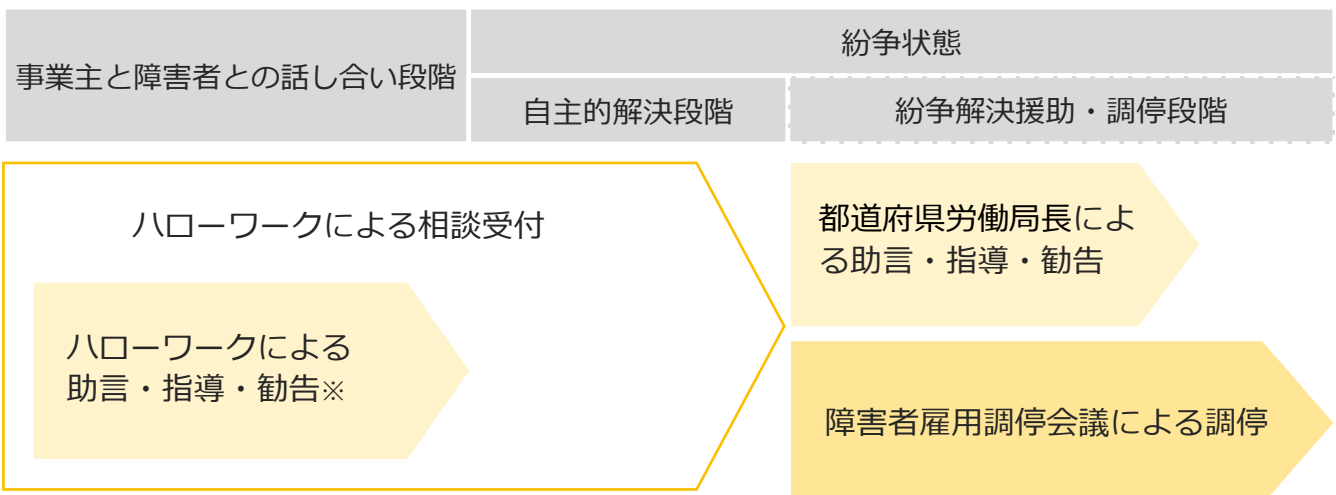 事業主と障害者との話し合い段階
紛争状態
自主的解決段階
紛争解決援助・調停段階
ハローワークによる相談受付
ハローワークによる
助言・指導・勧告※
都道府県労働局長によ
る助言・指導・勧告
障害者雇用調停会議による調停